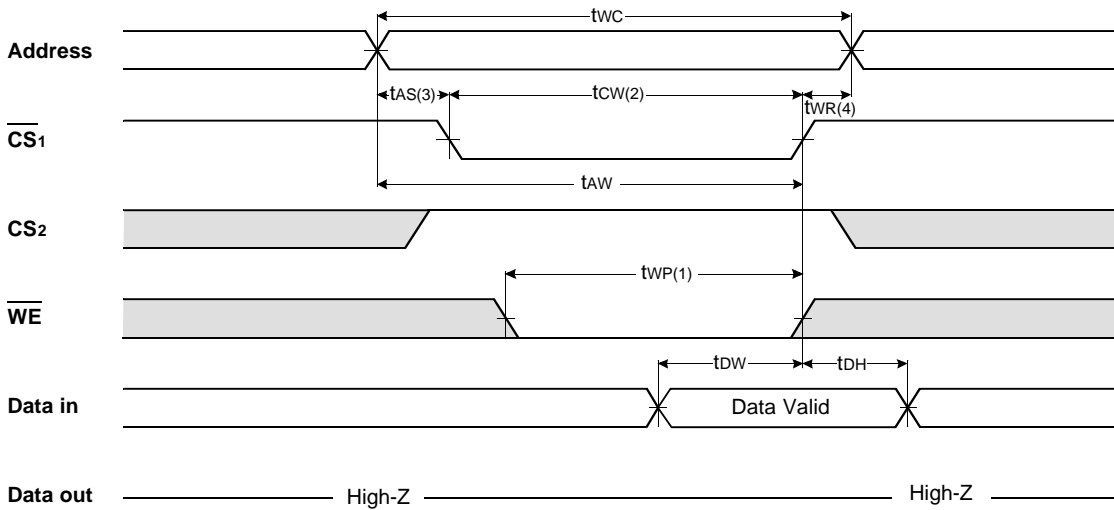 tWC
Address
tAS(3) tCW(2) tWR(4)
CS1
tAW
CS2
tWP(1)
WE
tDW tDH
Data in Data Valid
Data out High-Z High-Z